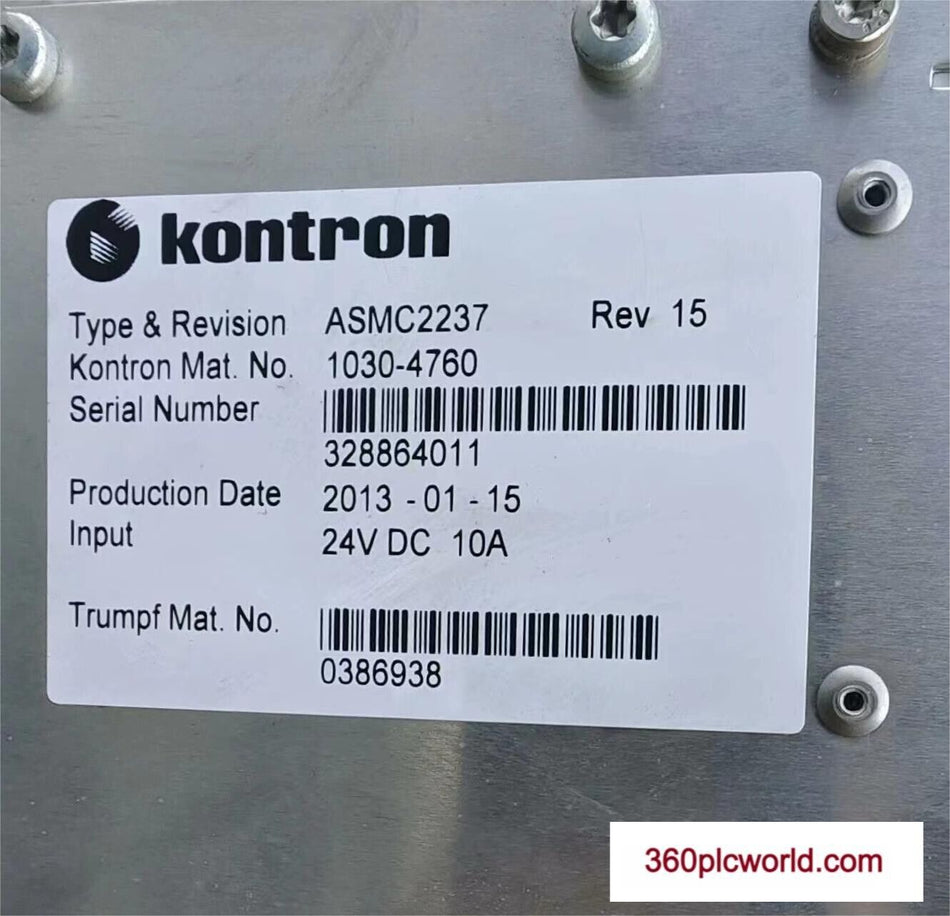 kontron
Type & Revision ASMC2237 Rev 15
Kontron Mat. No. 1030-4760
Serial Number
328864011
Production Date 2013 - 01 - 15
Input 24V DC 10A
Trumpf Mat. No.
0386938
360plcworld.com